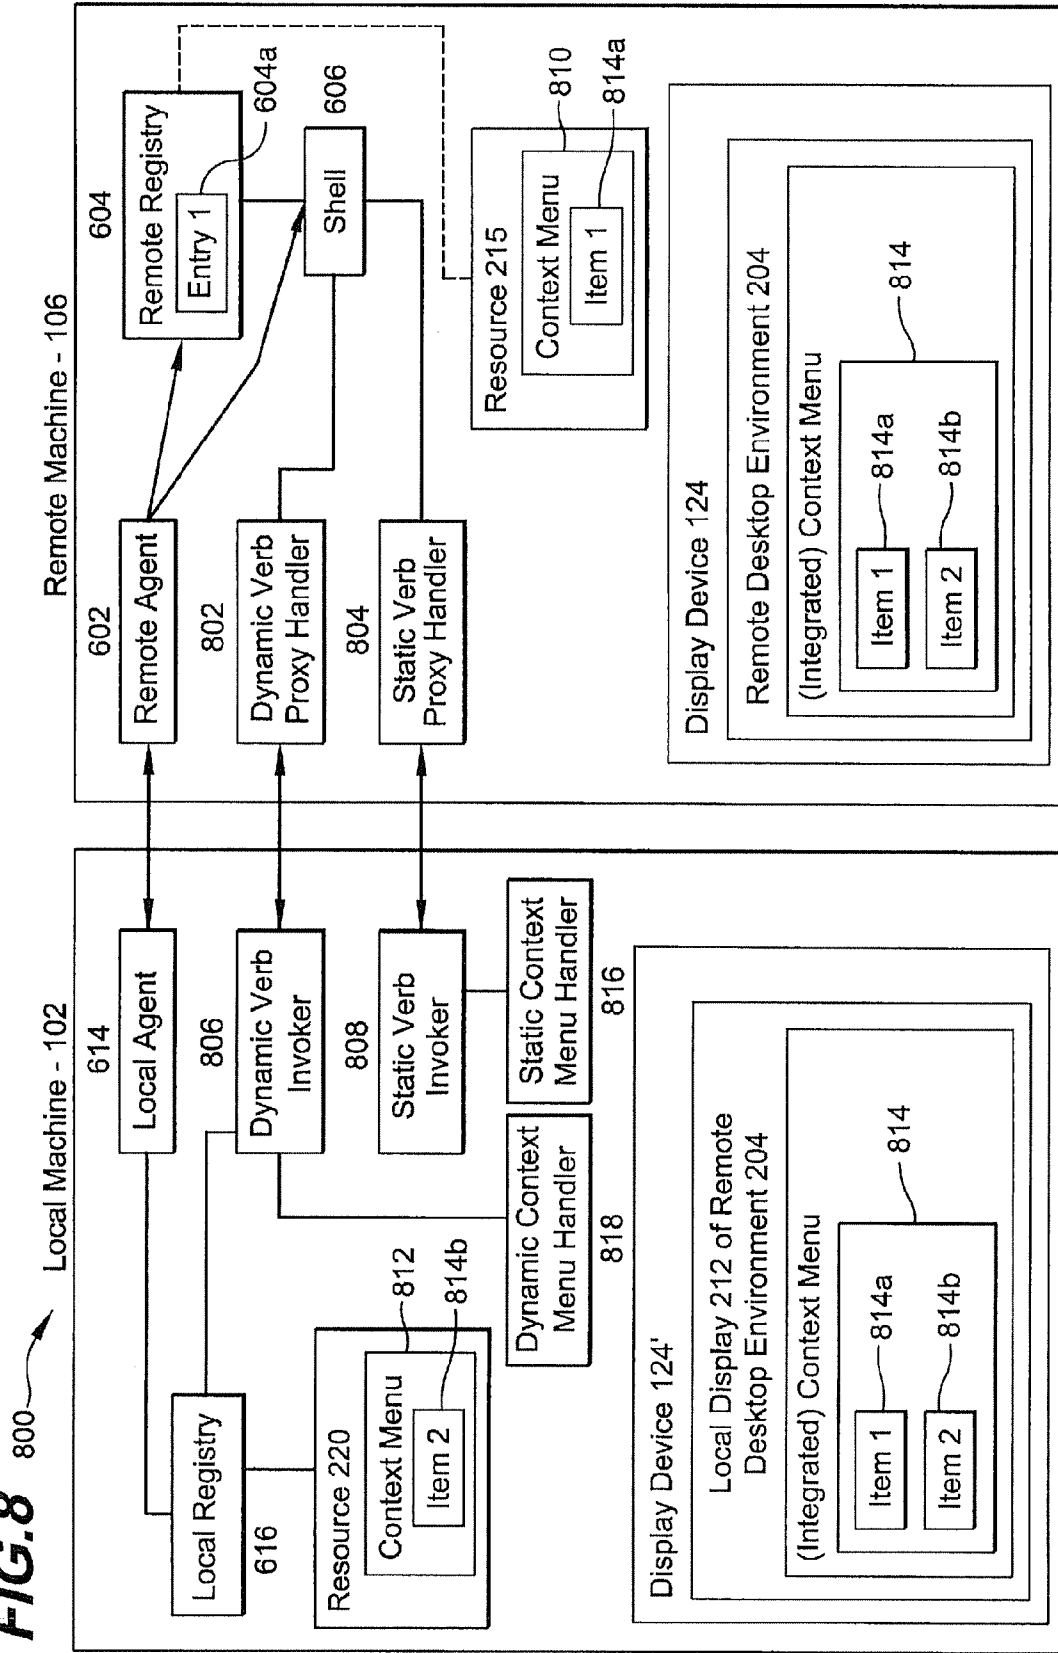 FIG.8
800
Local Machine - 102
614
Local Agent
Local Registry
616
806
Dynamic Verb
Invoker
808
Static Verb
Invoker
Resource 220
Context Menu
Item 2
812
814b
Dynamic Context
Menu Handler
818
Static Context
Menu Handler
816
Display Device 124'
Local Display 212 of Remote
Desktop Environment 204
(Integrated) Context Menu
814
Item 1
814a
Item 2
814b
Remote Machine - 106
602
Remote Agent
604
Remote Registry
Entry 1
604a
802
Dynamic Verb
Proxy Handler
Shell
606
804
Static Verb
Proxy Handler
Resource 215
Context Menu
Item 1
810
814a
Display Device 124
Remote Desktop Environment 204
(Integrated) Context Menu
814
Item 1
814a
Item 2
814b